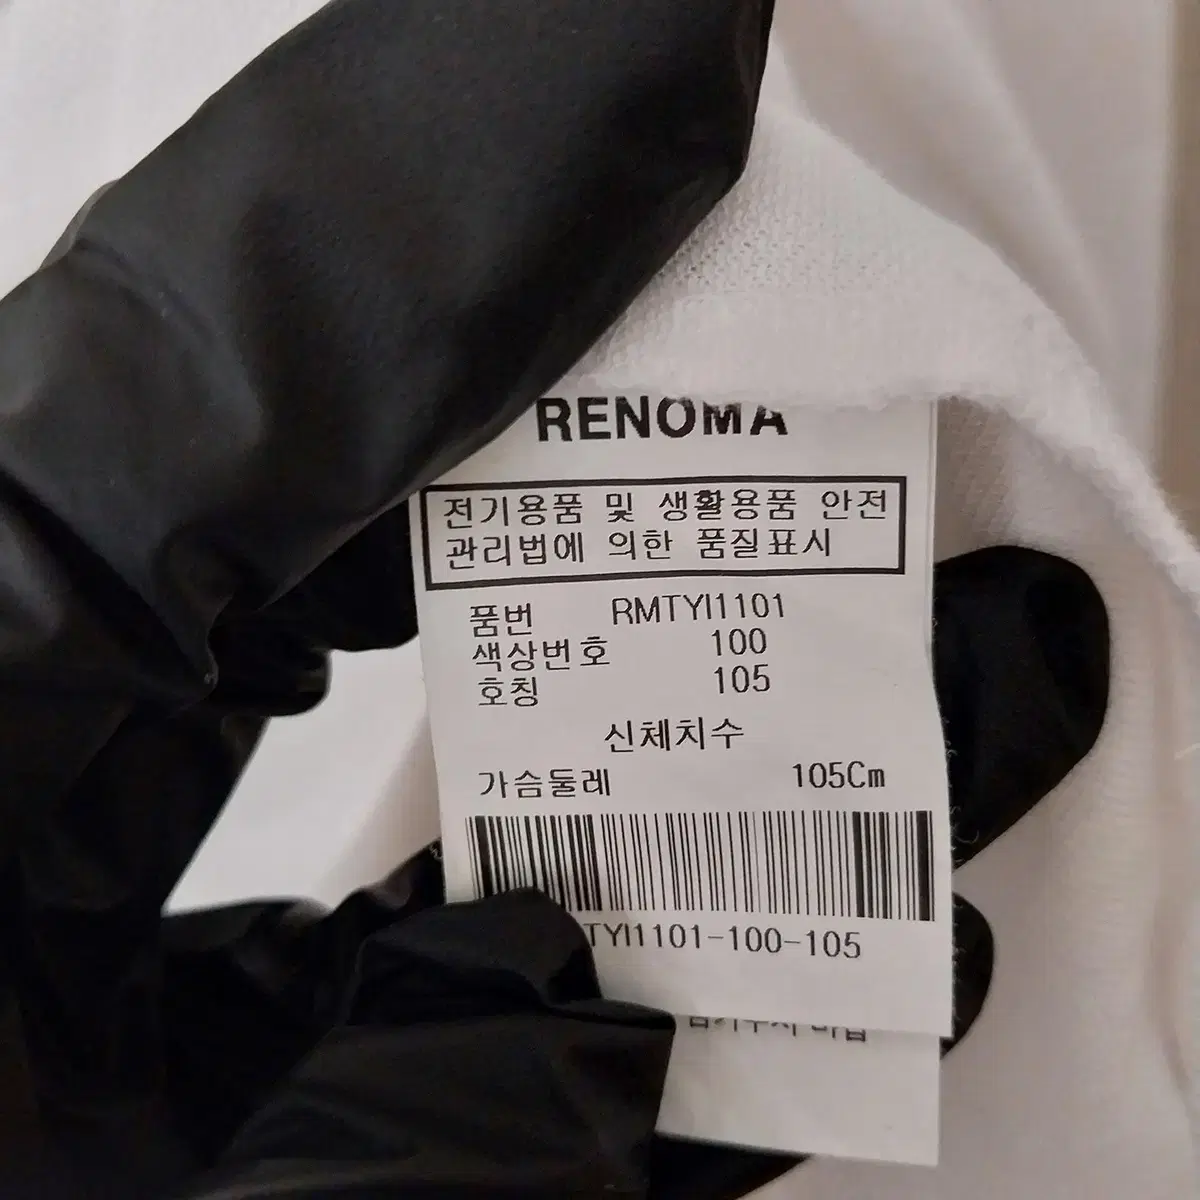 RENOMA
전기용품 및 생활용품 안전
관리법에 의한 품질표시
품번 RMTYI1101
색상번호 100
호칭 105
신체치수
가슴둘레 105Cm
TYI1101-100-105